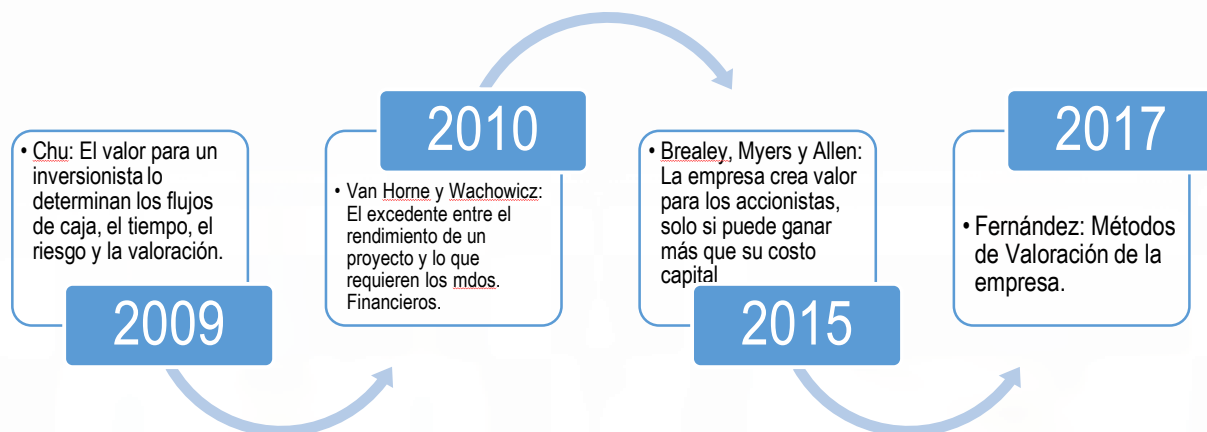 • Chu: El valor para un
inversionista lo
determinan los flujos
de caja, el tiempo, el
riesgo y la valoración.
2009
2010
• Van Horne y Wachowicz:
El excedente entre el
rendimiento de un
proyecto y lo que
requieren los mdos.
Financieros.
• Brealey, Myers y Allen:
La empresa crea valor
para los accionistas,
solo si puede ganar
más que su costo
capital
2015
2017
• Fernández: Métodos
de Valoración de la
empresa.